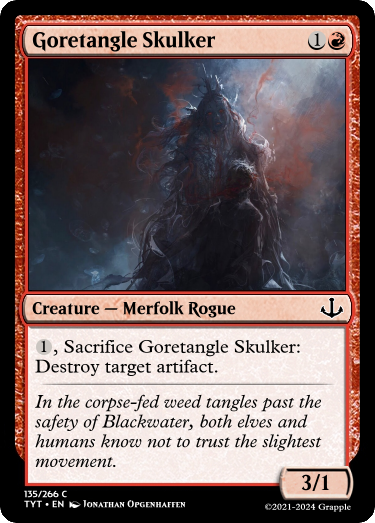 Goretangle Skulker 1
Creature — Merfolk Rogue
1, Sacrifice Goretangle Skulker:
Destroy target artifact.
In the corpse-fed weed tangles past the
safety of Blackwater, both elves and
humans know not to trust the slightest
movement.
3/1
135/266 C
TYT • EN Jonathan Opgenhaffen
©2021-2024 Grapple